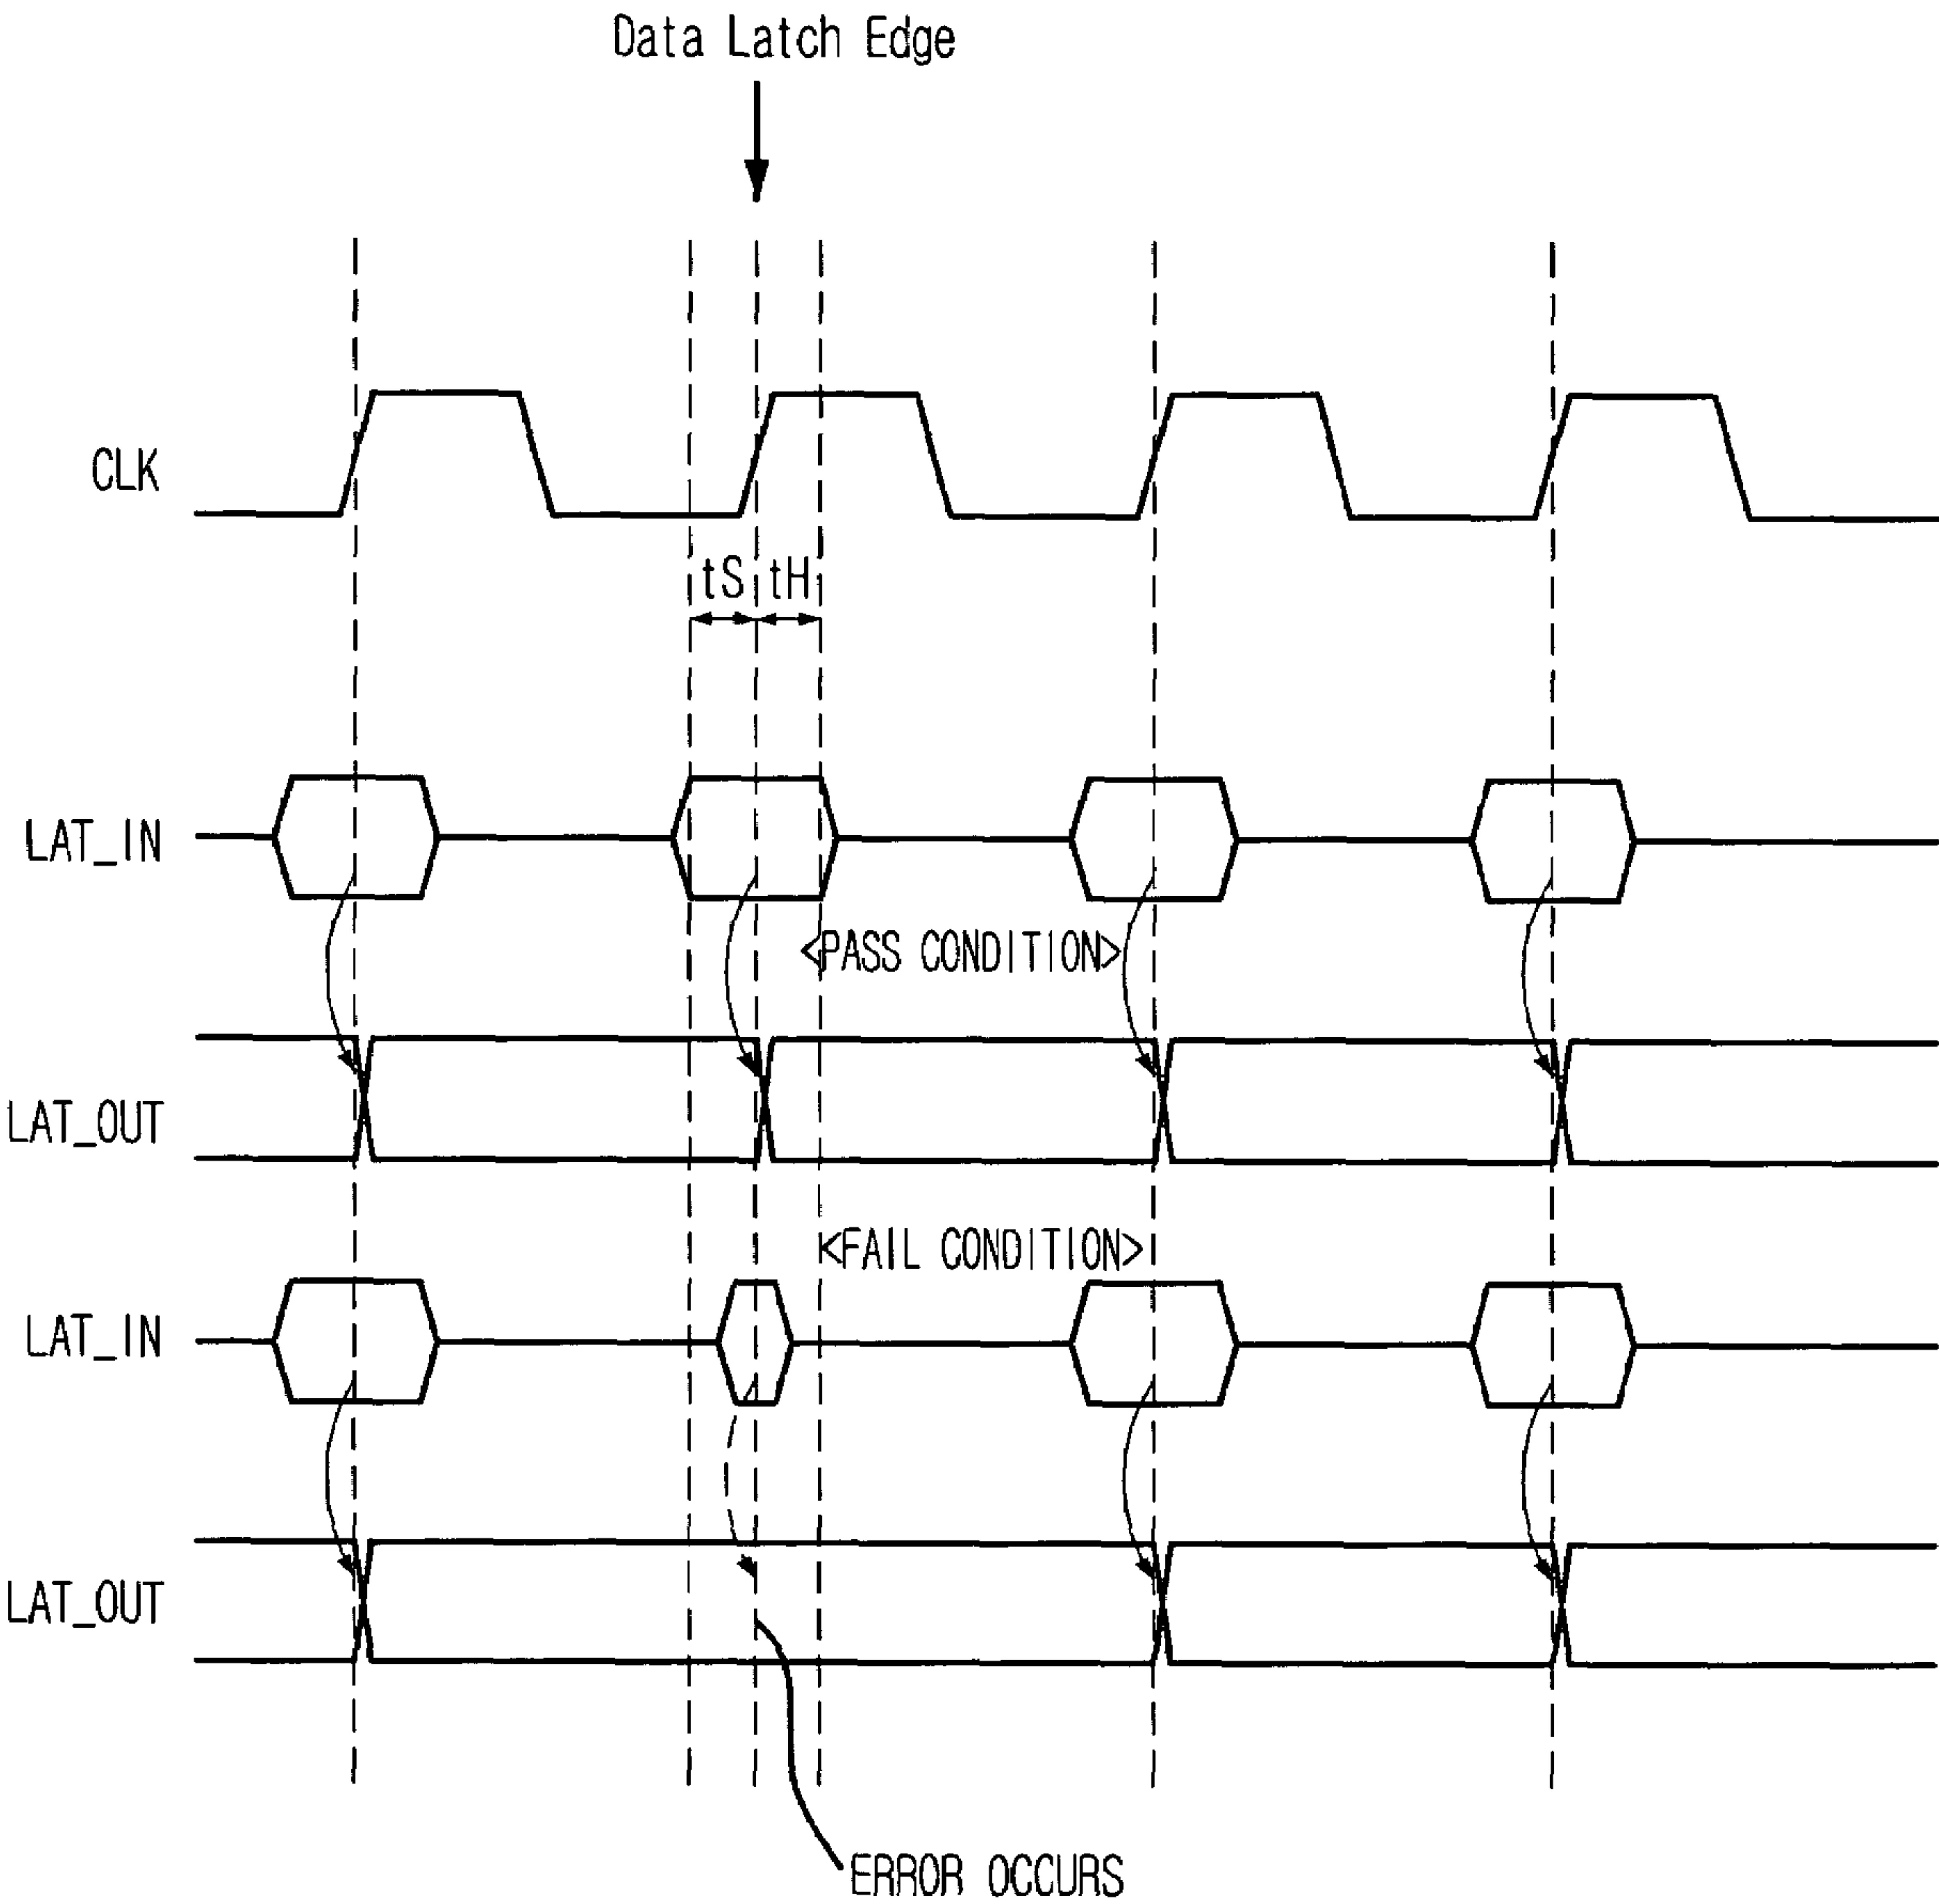 Data Latch Edge
CLK
tS tH
LAT_IN
<PASS CONDITION>
LAT_OUT
<FAIL CONDITION>
LAT_IN
LAT_OUT
ERROR OCCURS